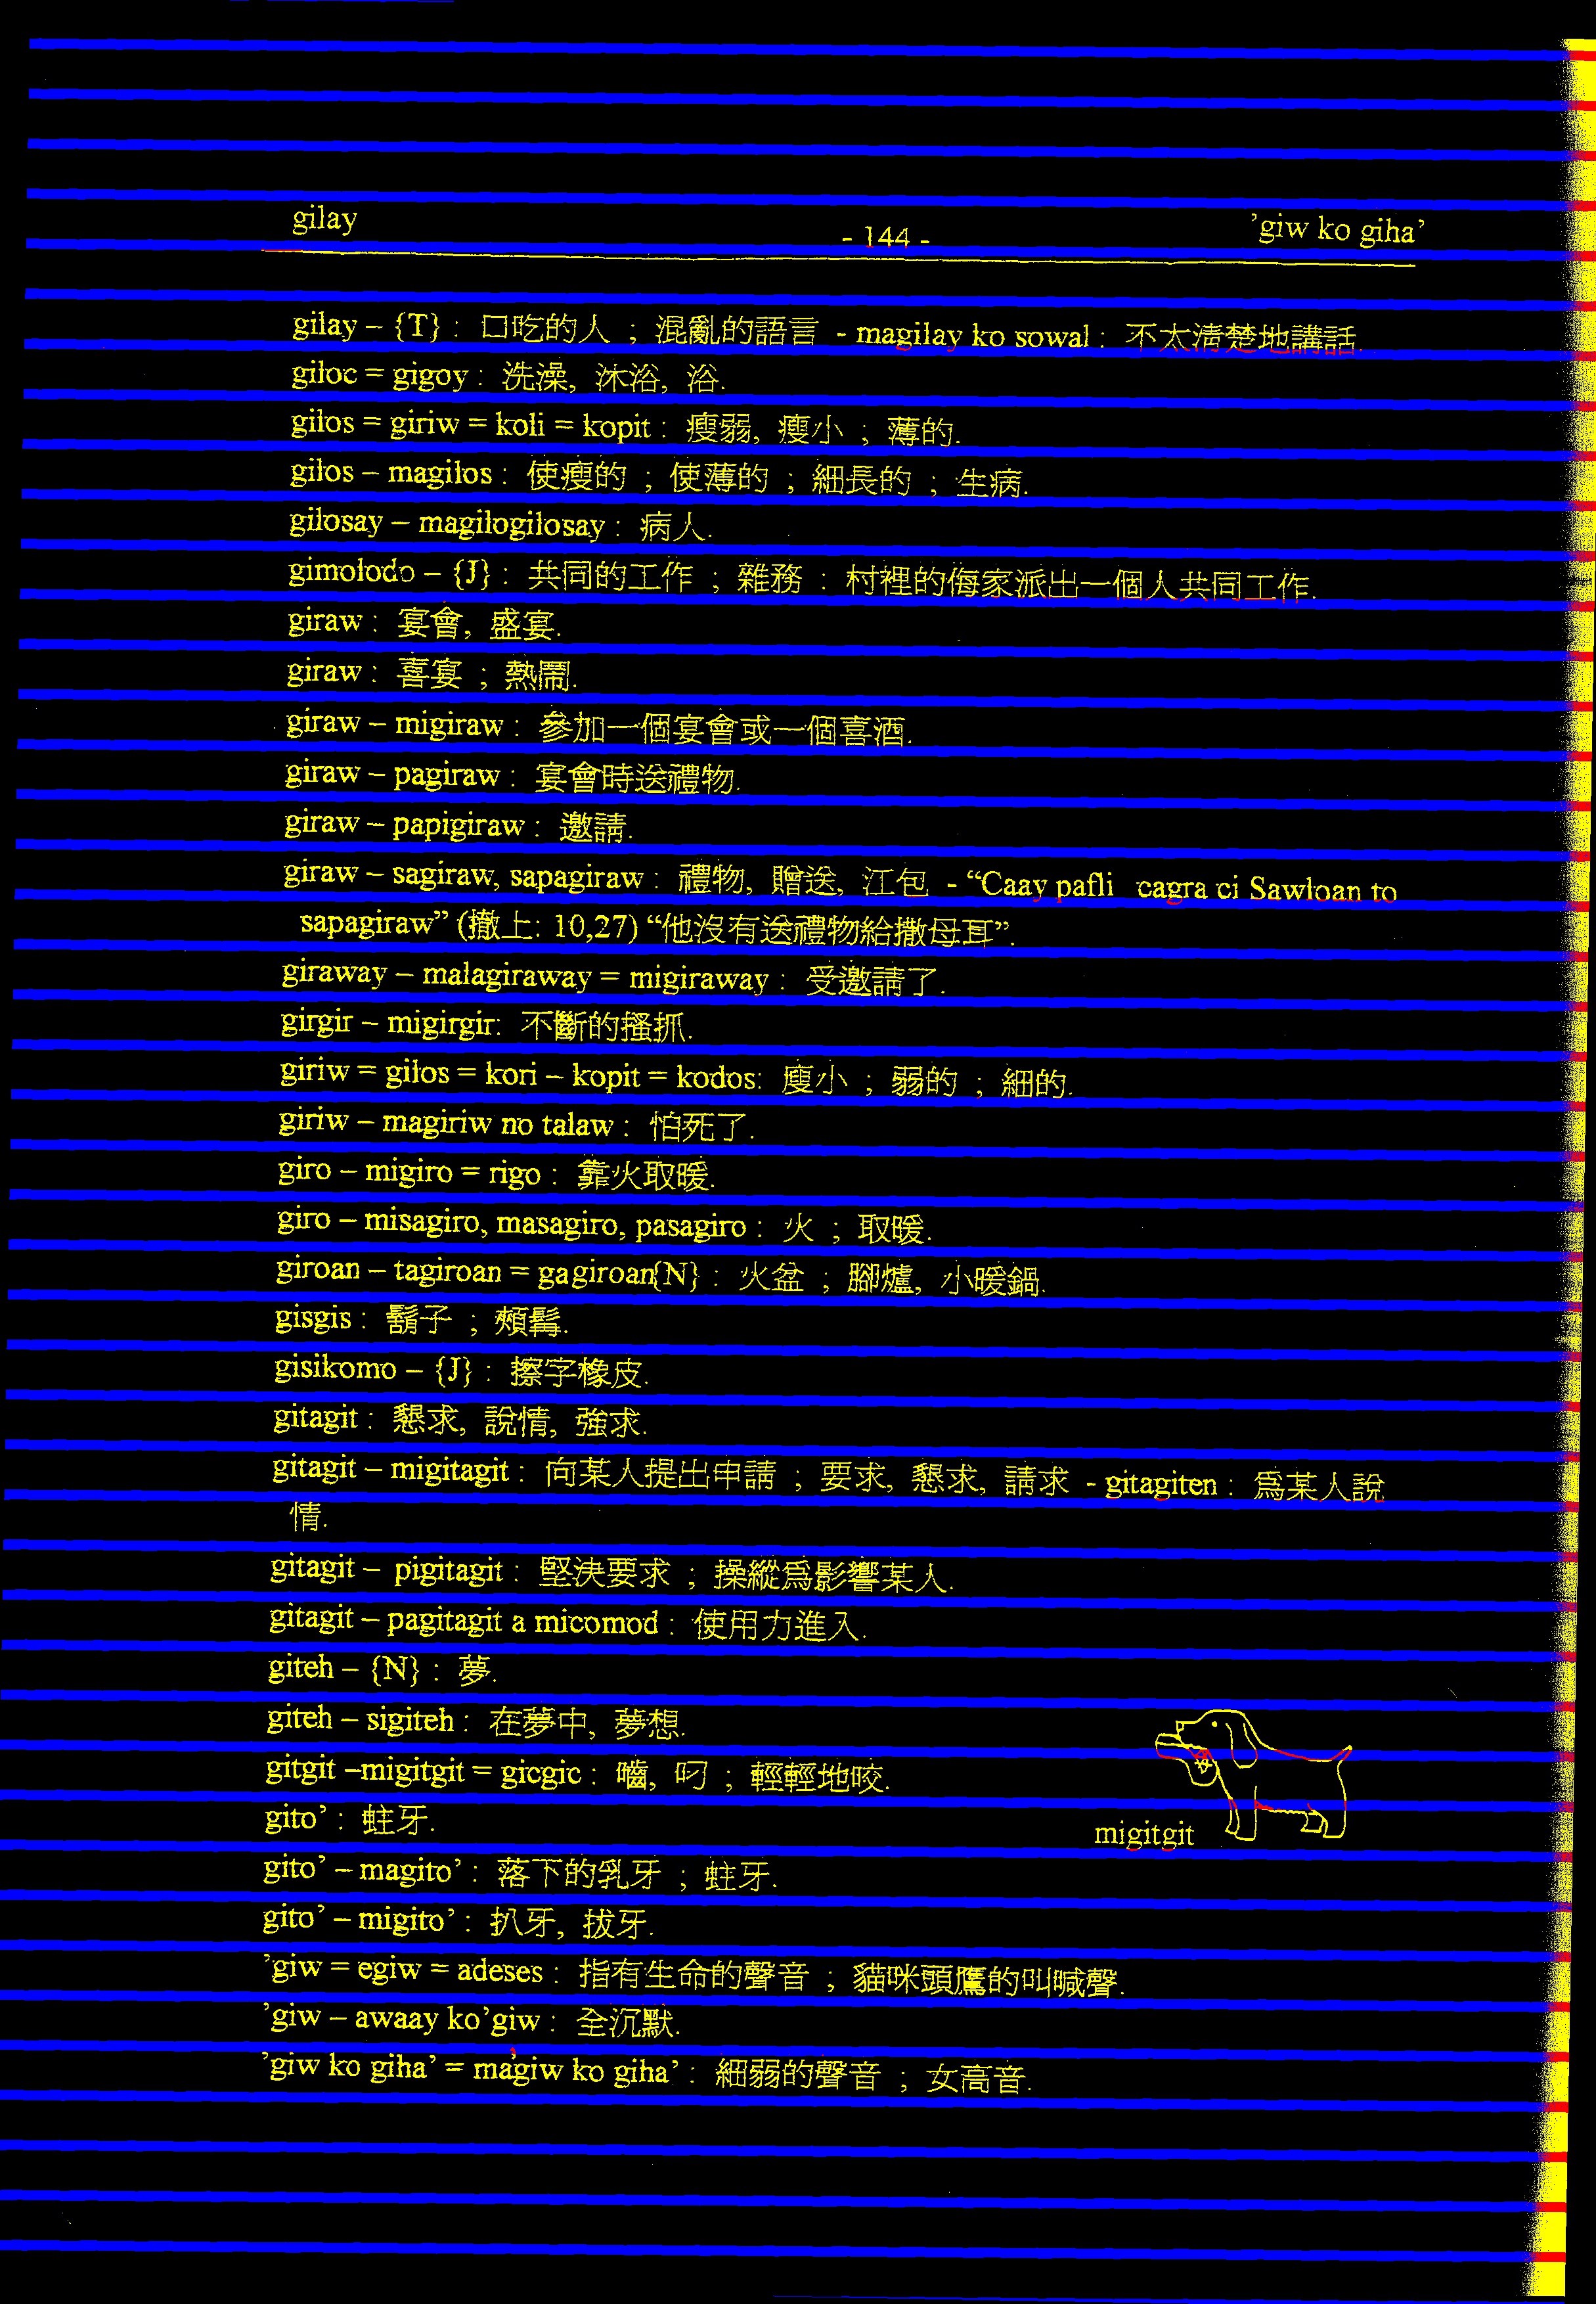 gilay
- 144 -
’giw ko giha’
gilay – {T} : 口吃的人 ; 混亂的語言 - magilay ko sowal : 不太清楚地講話.
giloc = gigoy : 洗澡, 沐浴, 浴.
gilos = giriw = koli = kopit : 瘦弱, 瘦小 ; 薄的.
gilos – magilos : 使瘦的 ; 使薄的 ; 細長的 ; 生病.
gilosay – magilogilosay : 病人.
gimolodo – {J} : 共同的工作 ; 雜務 : 村裡的侮家派出一個人共同工作.
giraw : 宴會, 盛宴.
giraw : 喜宴 ; 熱鬧.
giraw – migiraw : 參加一個宴會或一個喜酒.
giraw – pagiraw : 宴會時送禮物.
giraw – papigiraw : 邀請.
giraw – sagiraw, sapagiraw : 禮物, 贈送, 江包 - “Caay pafli cagra ci Sawloan to
sapagiraw” (撒上: 10,27) “他沒有送禮物給撒母耳”.
giraway – malagiraway = migiraway : 受邀請了.
girgir – migirgir: 不斷的搔抓.
giriw = gilos = kori – kopit = kodos: 瘦小 ; 弱的 ; 細的.
giriw – magiriw no talaw : 怕死了.
giro – migiro = rigo : 靠火取暖.
giro – misagiro, masagiro, pasagiro : 火 ; 取暖.
giroan – tagiroan = gagiroan{N} : 火盆 ; 腳爐, 小暖鍋.
gisgis : 鬍子 ; 頰髯.
gisikomo – {J} : 擦字橡皮.
gitagit : 懇求, 說情, 強求.
gitagit – migitagit : 向某人提出申請 ; 要求, 懇求, 請求 - gitagiten : 爲某人說
情.
gitagit – pigitagit : 堅決要求 ; 操縱爲影響某人.
gitagit – pagitagit a micomod : 使用力進入.
giteh – {N} : 夢.
giteh – sigiteh : 在夢中, 夢想.
gitgit –migitgit = gicgic : 嚙, 叼 ; 輕輕地咬.
gito’ : 蛀牙.
migitgit
gito’ – magito’ : 落下的乳牙 ; 蛀牙.
gito’ – migito’ : 扒牙, 拔牙.
’giw = egiw = adeses : 指有生命的聲音 ; 貓咪頭鷹的叫喊聲.
’giw – awaay ko’giw : 全沉默.
’giw ko giha’ = ma’giw ko giha’ : 細弱的聲音 ; 女高音.